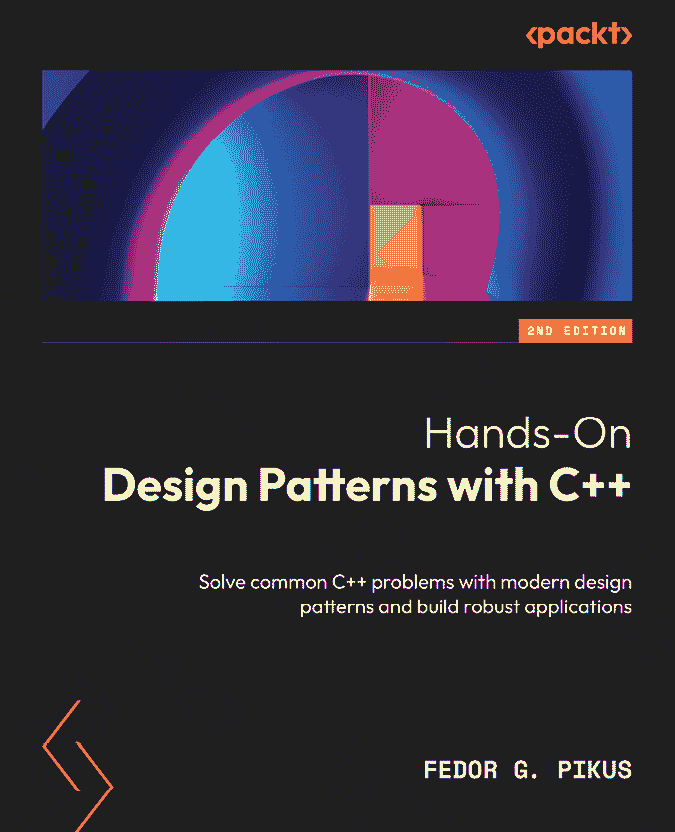 <packt>
2ND EDITION
Hands-On
Design Patterns with C++
Solve common C++ problems with modern design
patterns and build robust applications
FEDOR G. PIKUS